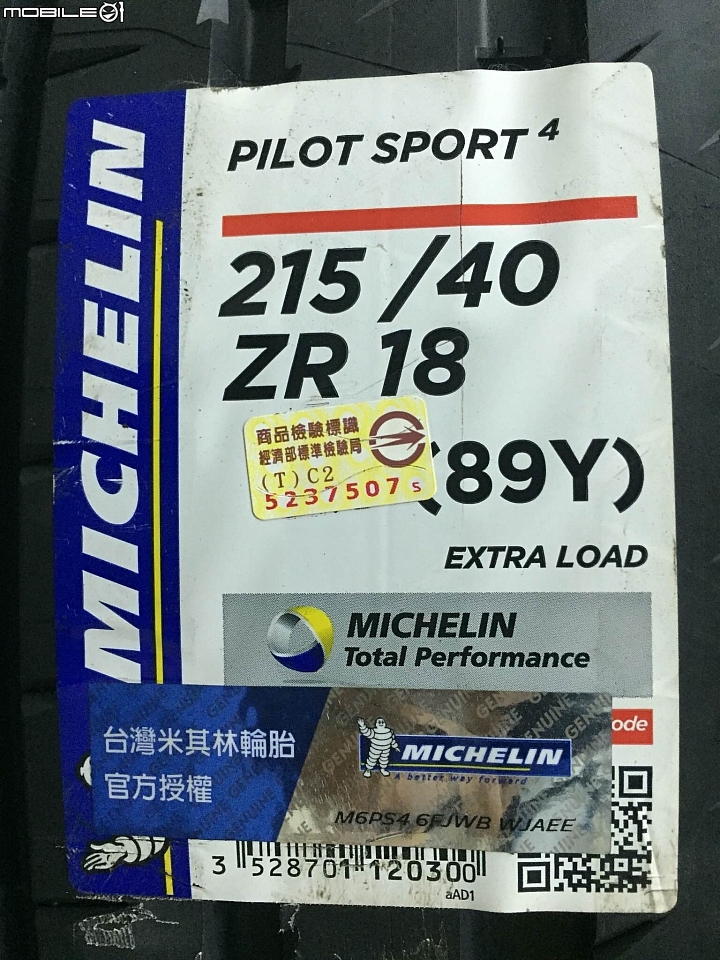 MOBILE01
MICHELIN
PILOT SPORT 4
215 /40
ZR 18
商品檢驗標識
經濟部標準檢驗局
(T)C2
5237507 S
(89Y)
EXTRA LOAD
MICHELIN
Total Performance
台灣米其林輪胎
官方授權
MICHELIN
A better way forward
M6PS4 6FJWB WJAEE
ode
3 528701 120300
aAD1